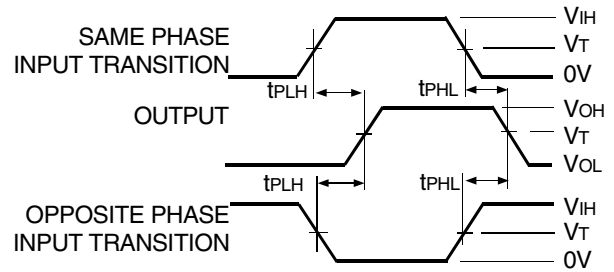 VIH
SAME PHASE
INPUT TRANSITION
VT
0V
tPLH
tPHL
OUTPUT
VOH
VT
VOL
tPLH
tPHL
OPPOSITE PHASE
INPUT TRANSITION
VIH
VT
0V